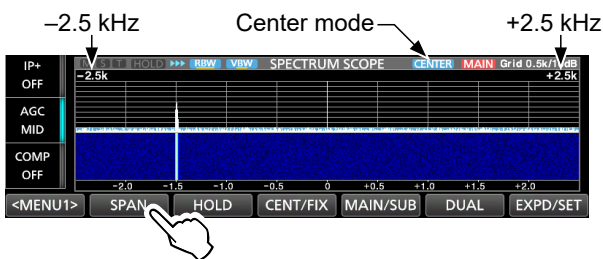 –2.5 kHz Center mode +2.5 kHz
IP+
OFF
AGC
MID
COMP
OFF
HOLD RBW VBW SPECTRUM SCOPE CENTER MAIN Grid 0.5k/10dB
−2.5k +2.5k
−2.0 −1.5 −1.0 −0.5 0 +0.5 +1.0 +1.5 +2.0
<MENU1> SPAN HOLD CENT/FIX MAIN/SUB DUAL EXPD/SET